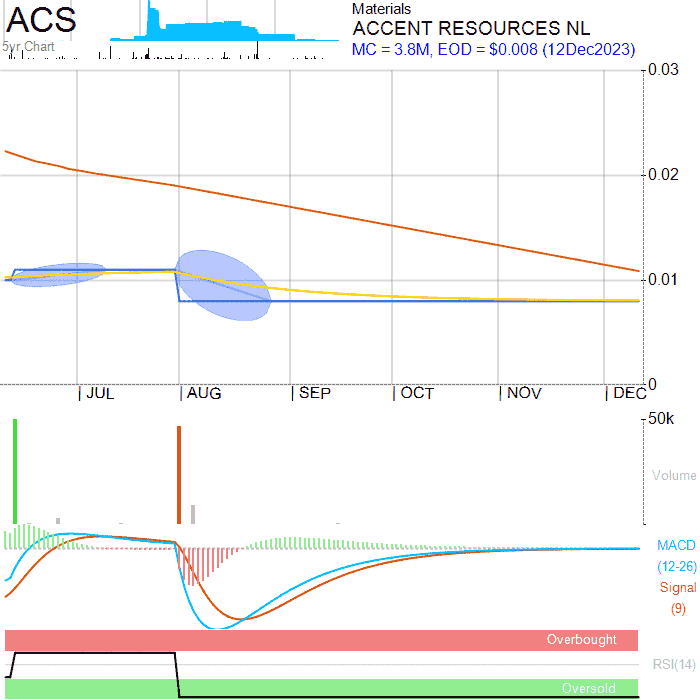 ACS
5yr Chart
Materials
ACCENT RESOURCES NL
MC = 3.8M, EOD = $0.008 (12Dec2023)
0.03
0.02
0.01
0
JUL AUG SEP OCT NOV DEC
50k
Volume
MACD
(12-26)
Signal
(9)
Overbought
RSI(14)
Oversold